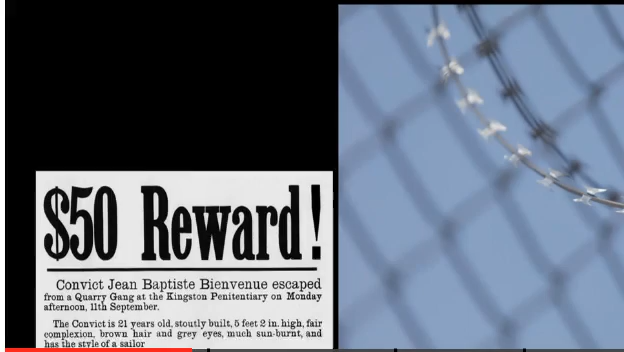 $50 Reward!
Convict Jean Baptiste Bienvenue escaped
from a Quarry Gang at the Kingston Penitentiary on Monday
afternoon, 11th September.
The Convict is 21 years old, stoutly built, 5 feet 2 in. high, fair
complexion, brown hair and grey eyes, much sun-burnt, and
has the style of a sailor